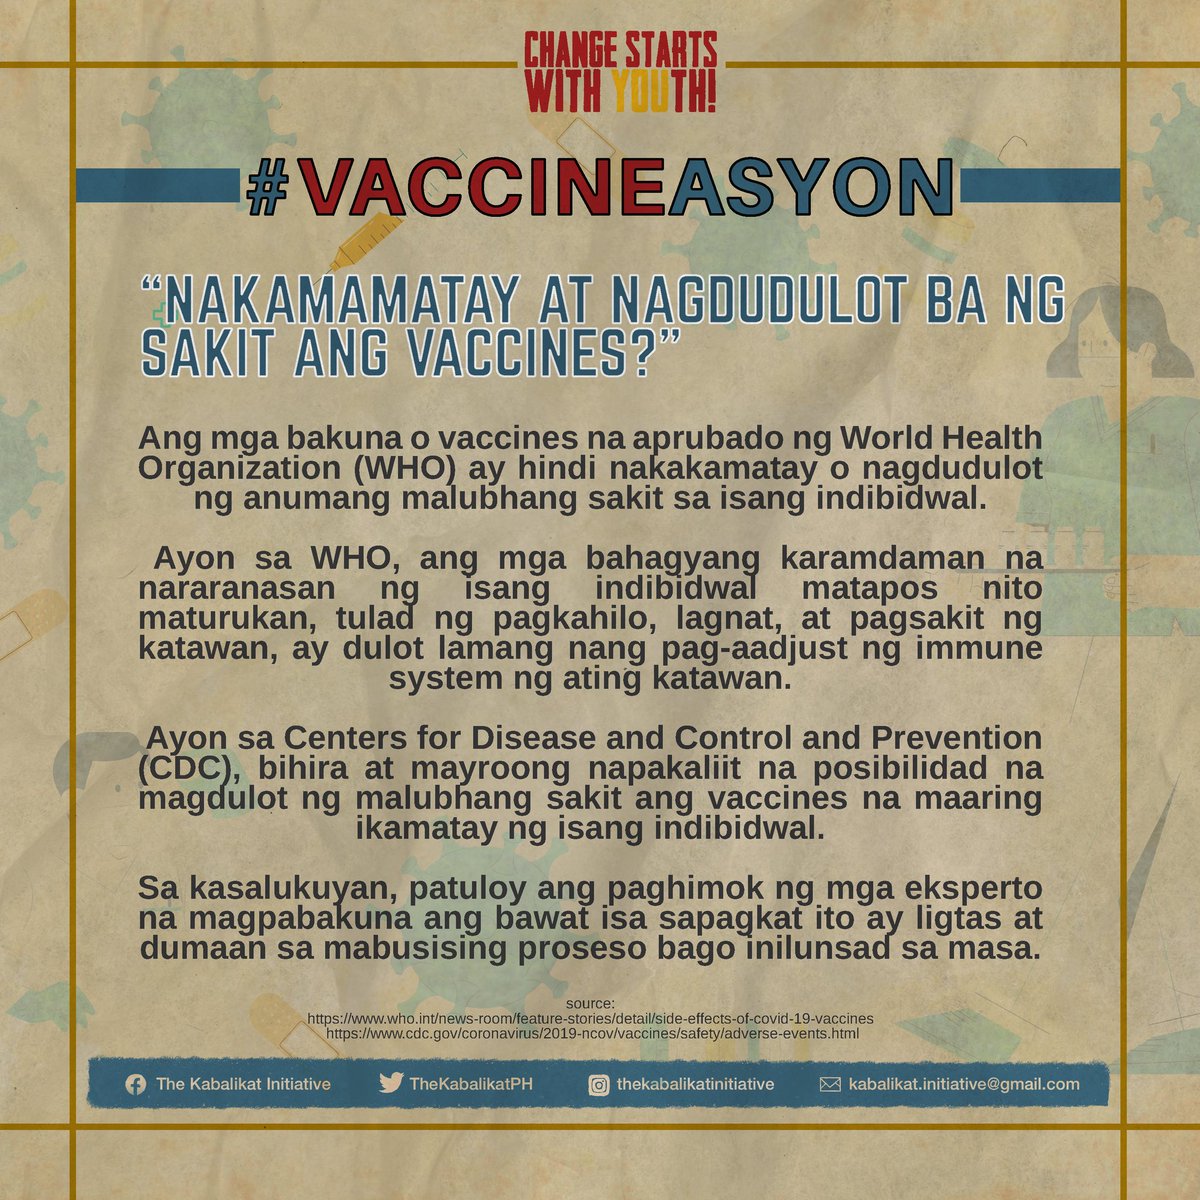 CHANGE STARTS
WITH YOUTH!
#VACCINEASYON
“NAKAMAMATAY AT NAGDUDULOT BA NG
SAKIT ANG VACCINES?”
Ang mga bakuna o vaccines na aprubado ng World Health
Organization (WHO) ay hindi nakakamatay o nagdudulot
ng anumang malubhang sakit sa isang indibidwal.
Ayon sa WHO, ang mga bahagyang karamdaman na
nararanasan ng isang indibidwal matapos nito
maturukan, tulad ng pagkahilo, lagnat, at pagsakit ng
katawan, ay dulot lamang nang pag-aadjust ng immune
system ng ating katawan.
Ayon sa Centers for Disease and Control and Prevention
(CDC), bihira at mayroong napakaliit na posibilidad na
magdulot ng malubhang sakit ang vaccines na maaring
ikamatay ng isang indibidwal.
Sa kasalukuyan, patuloy ang paghimok ng mga eksperto
na magpabakuna ang bawat isa sapagkat ito ay ligtas at
dumaan sa mabusising proseso bago inilunsad sa masa.
source:
https://www.who.int/news-room/feature-stories/detail/side-effects-of-covid-19-vaccines
https://www.cdc.gov/coronavirus/2019-ncov/vaccines/safety/adverse-events.html
The Kabalikat Initiative TheKabalikatPH thekabalikatinitiative kabalikat.initiative@gmail.com